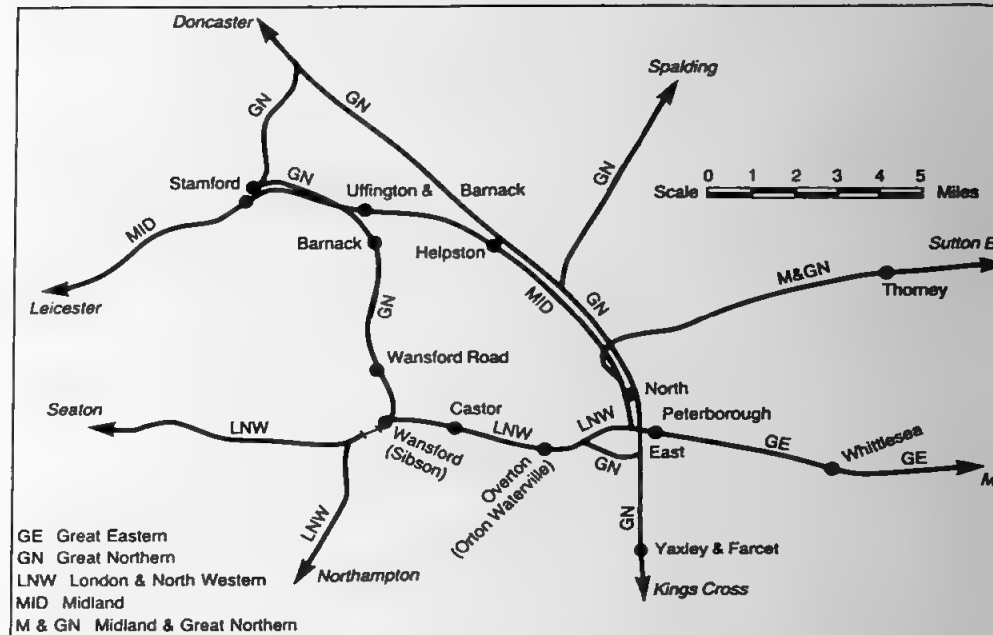 Doncaster
Spalding
GN
GN
GN
Stamford
GN
Uffington & Barnack
Scale 0 1 2 3 4 5 Miles
MID
Barnack
Helpston
Sutton B
M&GN
Thorney
Leicester
MID
GN
GN
Wansford Road
North
Seaton
Castor
LNW
Peterborough
LNW
LNW
Wansford
(Sibson)
GN
East
GE
Whittlesea
GE
M
Overton
(Orton Waterville)
LNW
GN
Yaxley & Farcet
Northampton
Kings Cross
GE Great Eastern
GN Great Northern
LNW London & North Western
MID Midland
M & GN Midland & Great Northern